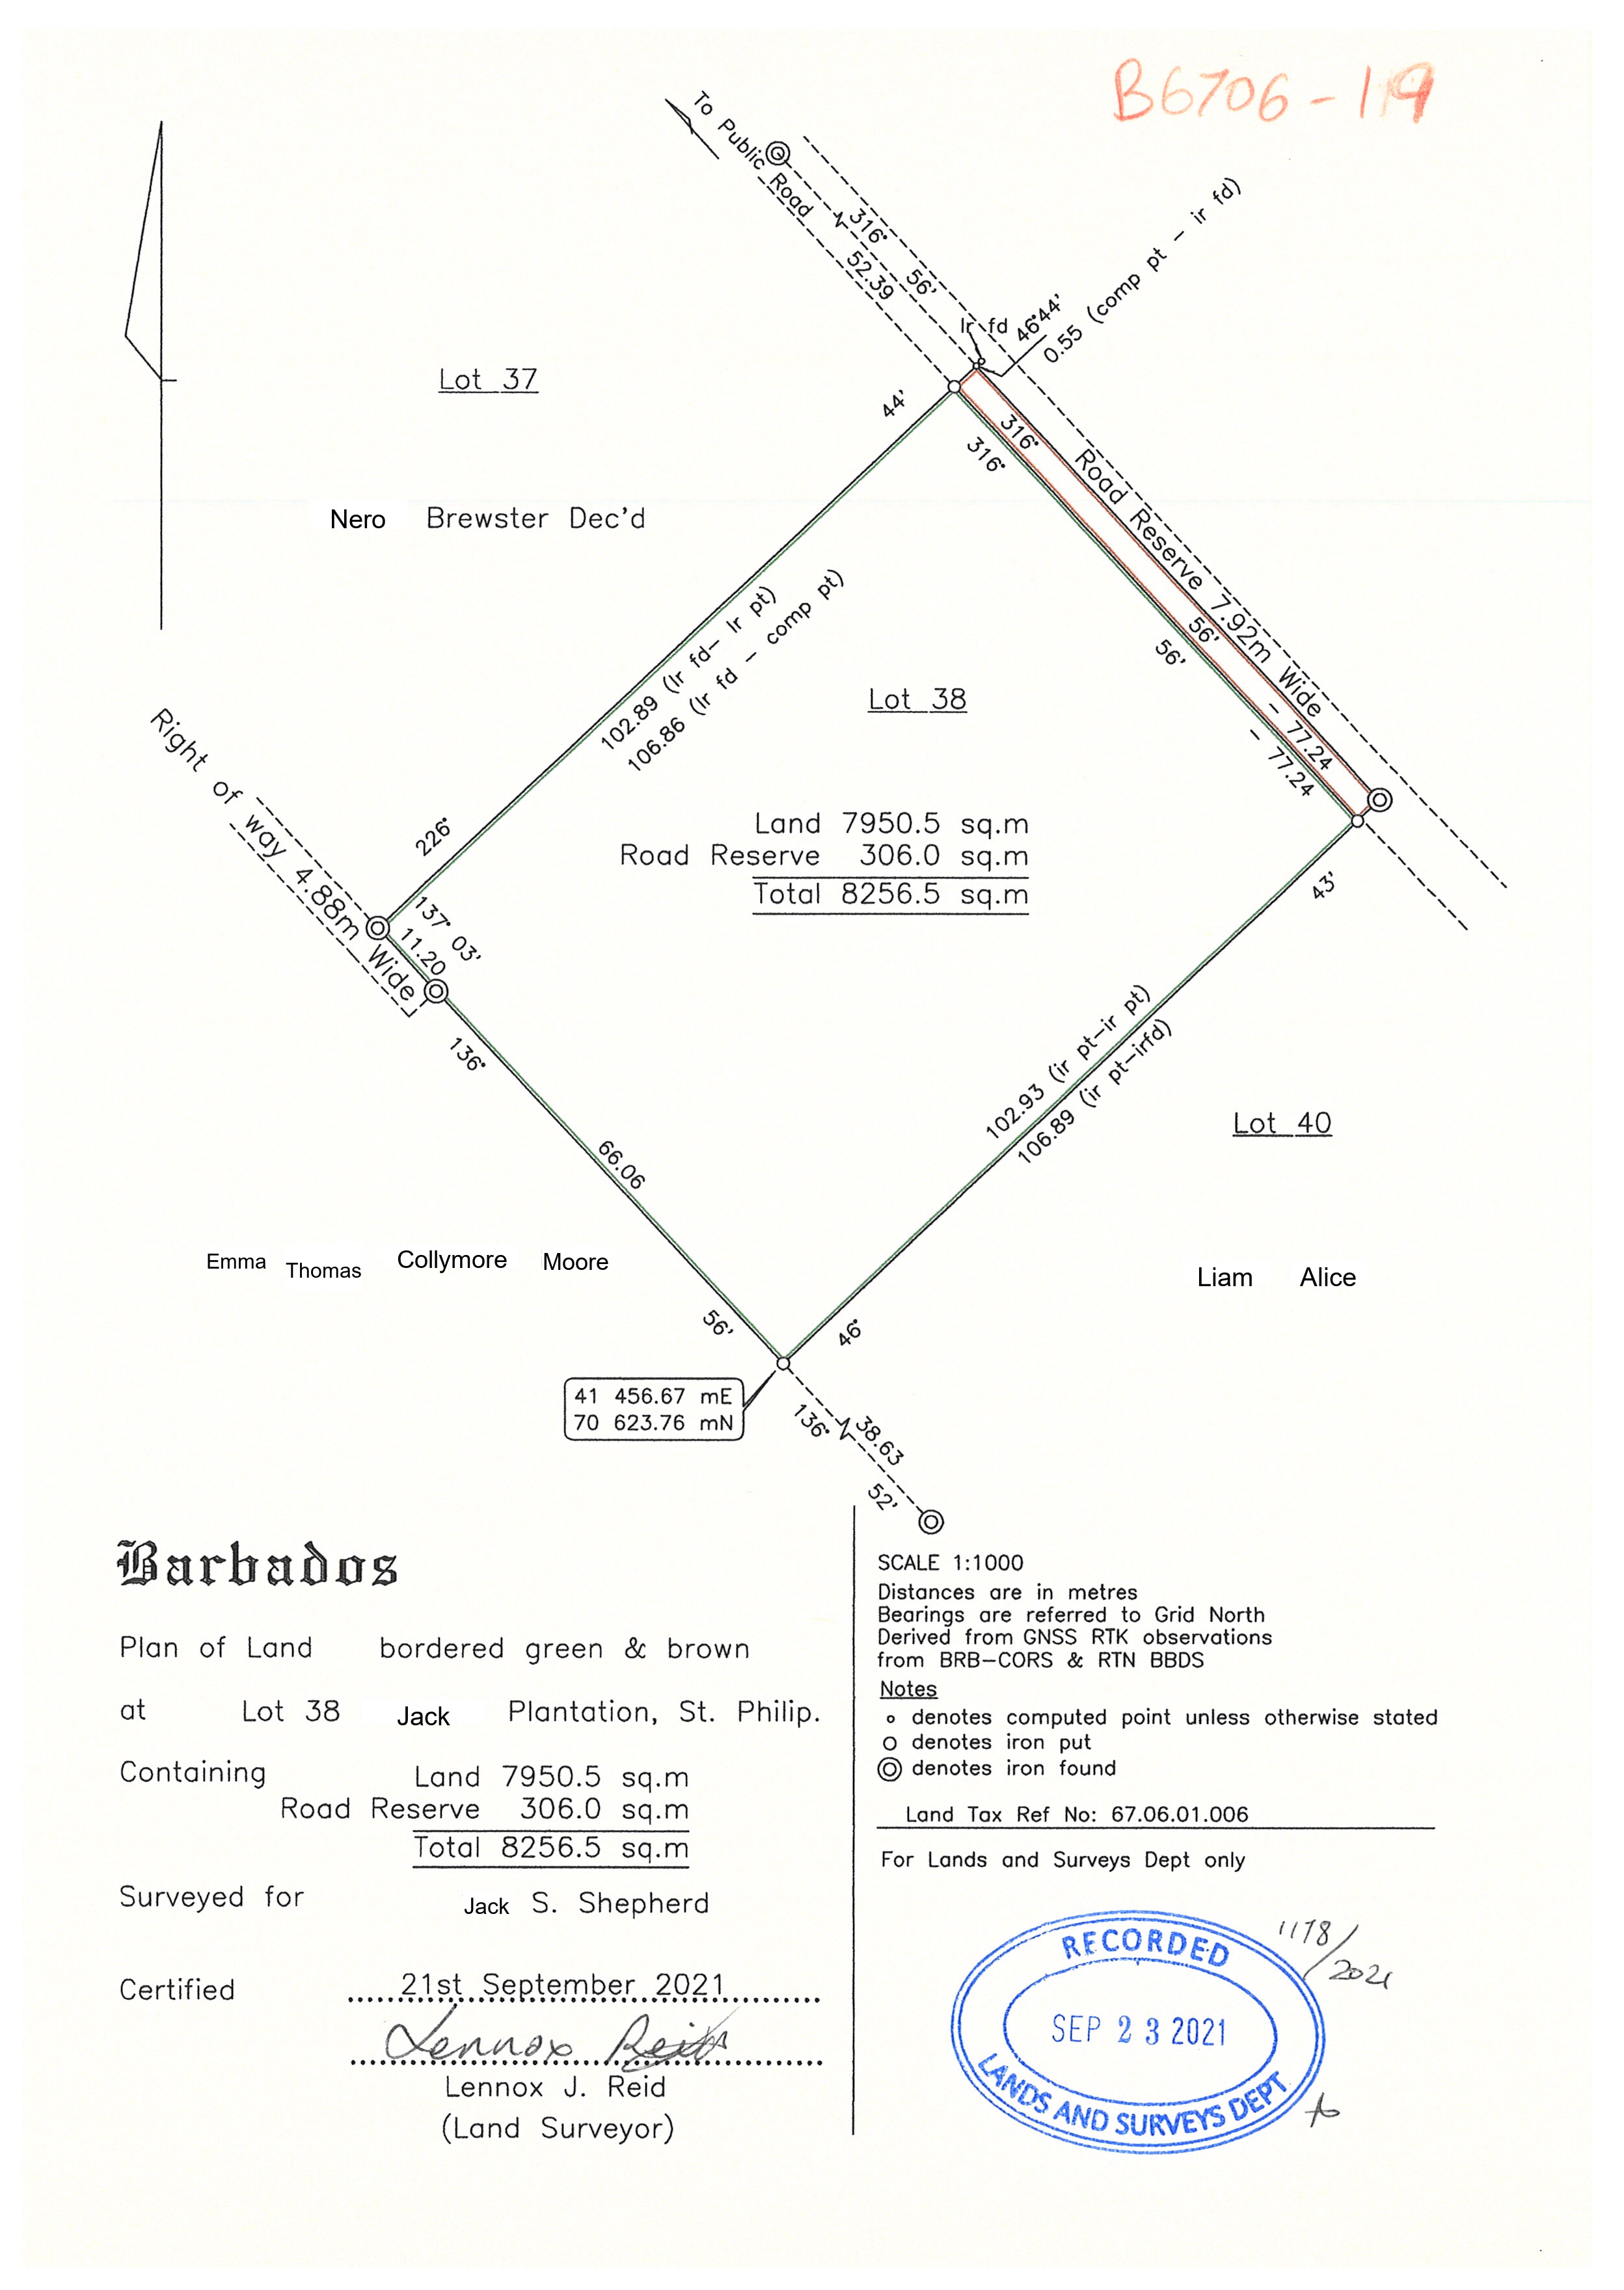 B6706-119
To Public Road
316° 56'
52.39
Ir fd
46°44'
0.55 (comp pt - ir fd)
Lot 37
44'
316°
316°
Road Reserve 7.92m Wide
Nero Brewster Dec'd
56' - 77.24
56' - 77.24
102.89 (Ir fd- Ir pt)
106.86 (Ir fd - comp pt)
Lot 38
Right of way 4.88m Wide
226°
Land 7950.5 sq.m
Road Reserve 306.0 sq.m
Total 8256.5 sq.m
43'
137° 03'
11.20
136°
102.93 (ir pt-ir pt)
106.89 (ir pt-irfd)
Lot 40
66.06
Emma Thomas Collymore Moore
Liam Alice
56'
46°
41 456.67 mE
70 623.76 mN
136° 52'
38.63
Barbados
Plan of Land bordered green & brown
at Lot 38 Jack Plantation, St. Philip.
Containing Land 7950.5 sq.m
Road Reserve 306.0 sq.m
Total 8256.5 sq.m
Surveyed for Jack S. Shepherd
Certified 21st September 2021
Lennox Reid
Lennox J. Reid
(Land Surveyor)
SCALE 1:1000
Distances are in metres
Bearings are referred to Grid North
Derived from GNSS RTK observations
from BRB-CORS & RTN BBDS
Notes
o denotes computed point unless otherwise stated
O denotes iron put
◎ denotes iron found
Land Tax Ref No: 67.06.01.006
For Lands and Surveys Dept only
1178/2021
RECORDED
SEP 23 2021
LANDS AND SURVEYS DEPT